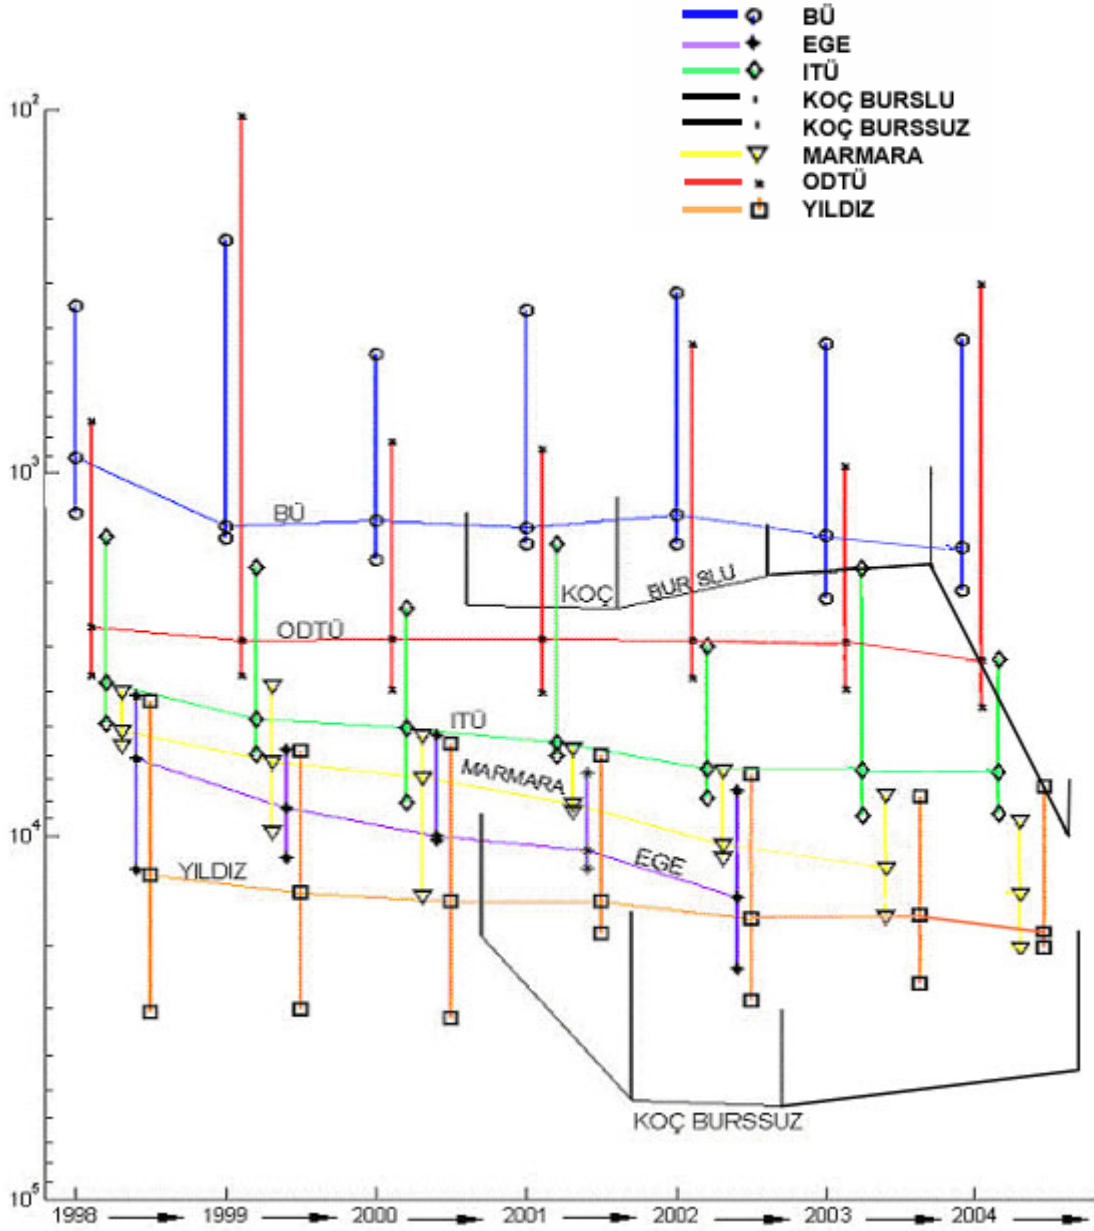 BÜ
EGE
ITÜ
KOÇ BURSLU
KOÇ BURSSUZ
MARMARA
ODTÜ
YILDIZ
10²
10³
BÜ
KOÇ BURSLU
ODTÜ
ITÜ
MARMARA
10⁴
EGE
YILDIZ
KOÇ BURSSUZ
10⁵
1998 1999 2000 2001 2002 2003 2004